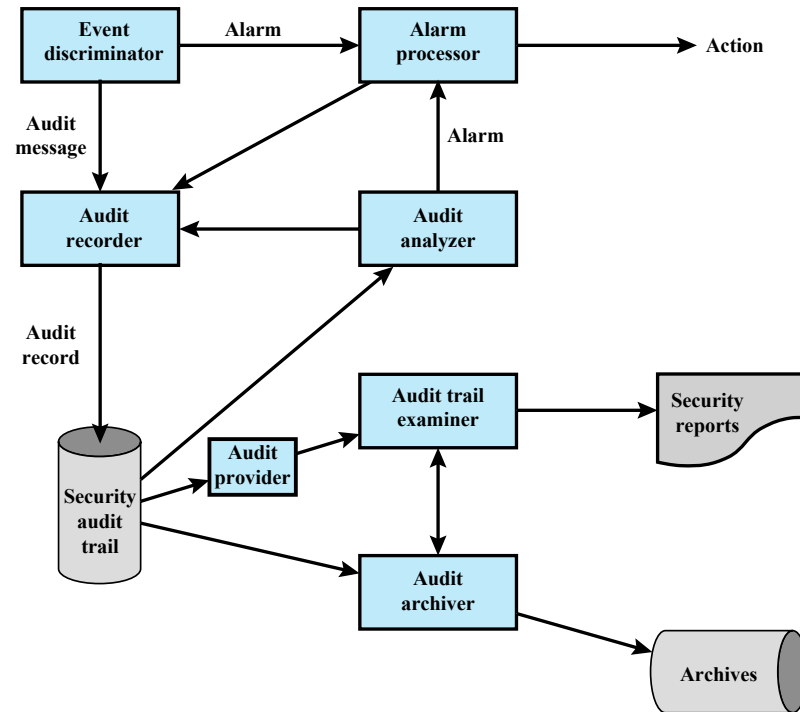 Event
discriminator
Alarm
Alarm
processor
Action
Audit
message
Alarm
Audit
recorder
Audit
analyzer
Audit
record
Audit trail
examiner
Security
reports
Audit
provider
Security
audit
trail
Audit
archiver
Archives